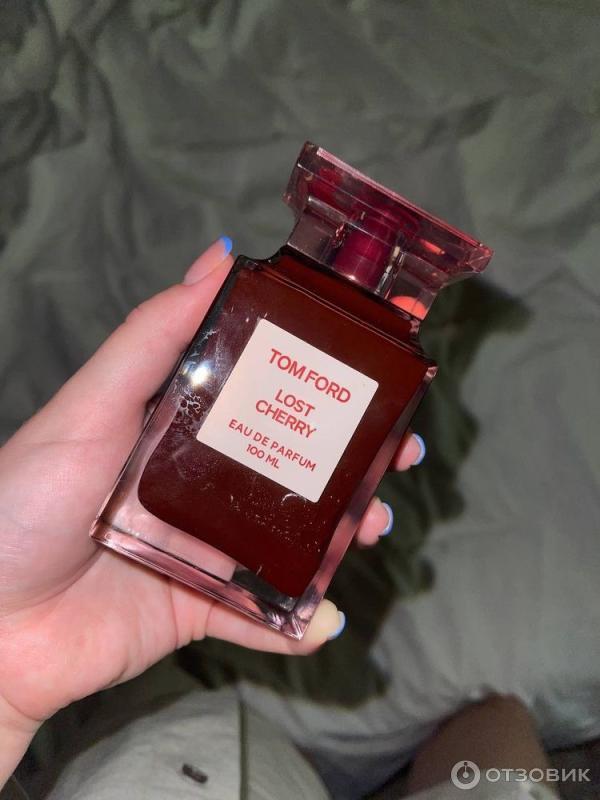 TOM FORD
LOST
CHERRY
EAU DE PARFUM
100 ML
ОТЗОВИК